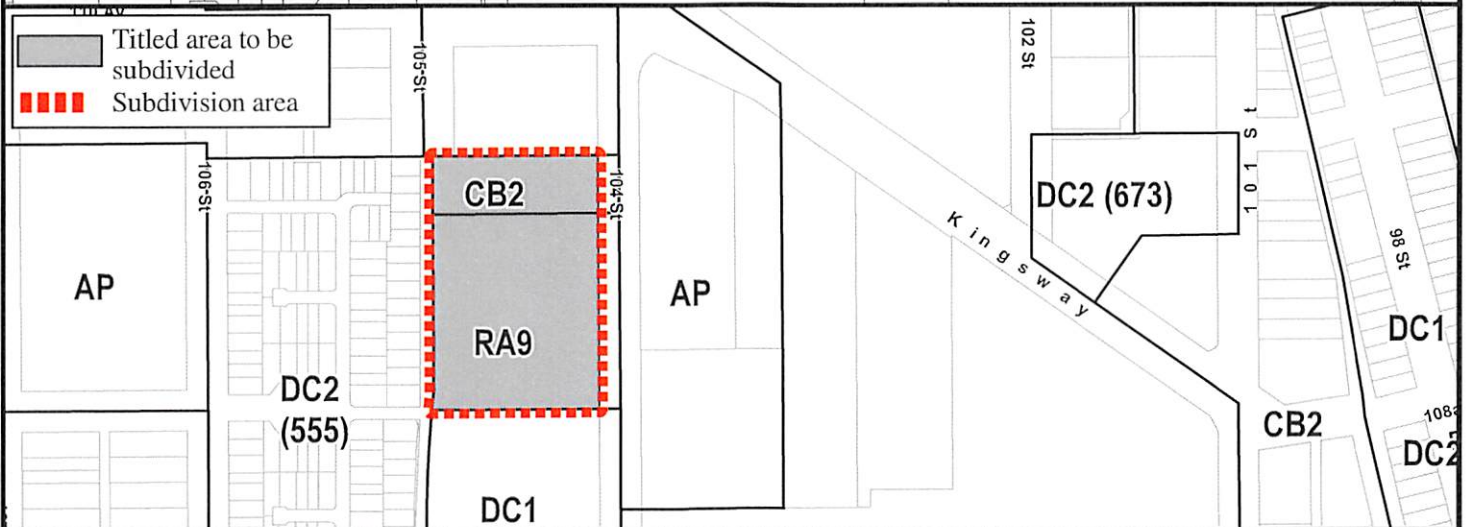 Titled area to be
subdivided
Subdivision area
105-St
102 St
101 St
106-St
CB2
104-St
DC2 (673)
Kingsway
98 St
AP
AP
RA9
DC1
DC2
(555)
CB2
108a
DC2
DC1